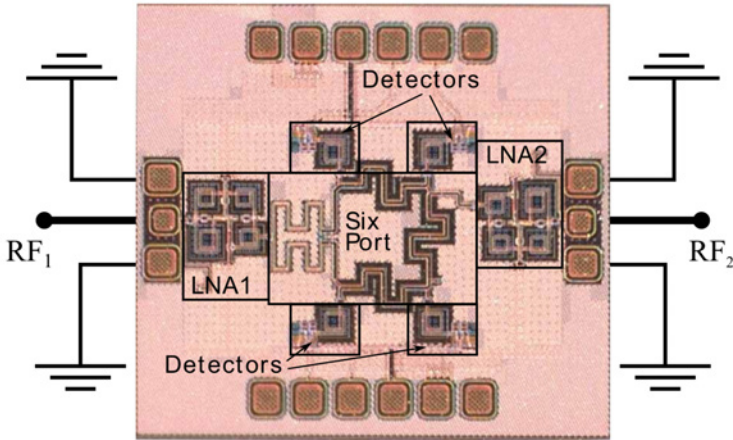 Detectors
LNA2
Six
Port
RF1
RF2
LNA1
Detectors